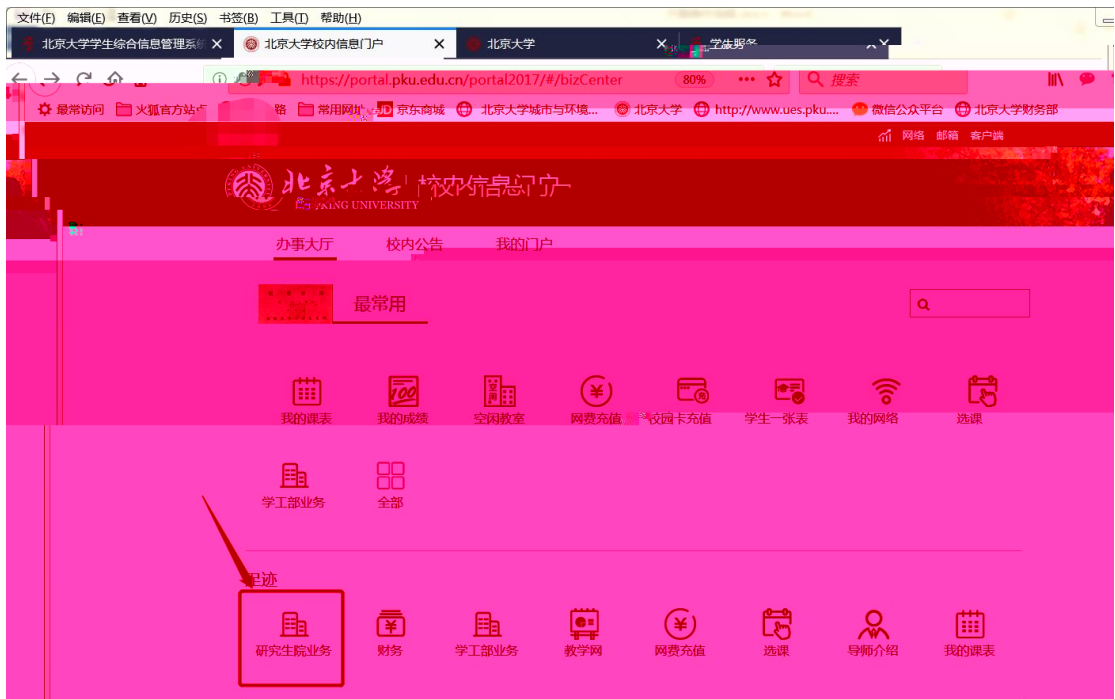 文件(F) 编辑(E) 查看(V) 历史(S) 书签(B) 工具(T) 帮助(H)
北京大学学生综合信息管理系统 × 北京大学校内信息门户 × 北京大学 ×
https://portal.pku.edu.cn/portal2017/#/bizCenter 80% ••• 搜索
最常访问 火狐官方站点 常用网址 京东商城 北京大学城市与环境... 北京大学 http://www.ues.pku.... 微信公众平台 北京大学财务部
网络 邮箱 客户端
北京大学 校内信息门户
UNIVERSITY
办事大厅 校内公告 我的门户
最常用
我的课表 我的成绩 空闲教室 网费充值 校园卡充值 学生一张表 我的网络 选课
学工部业务 全部
足迹
研究生院业务 财务 学工部业务 教学网 网费充值 选课 导师介绍 我的课表